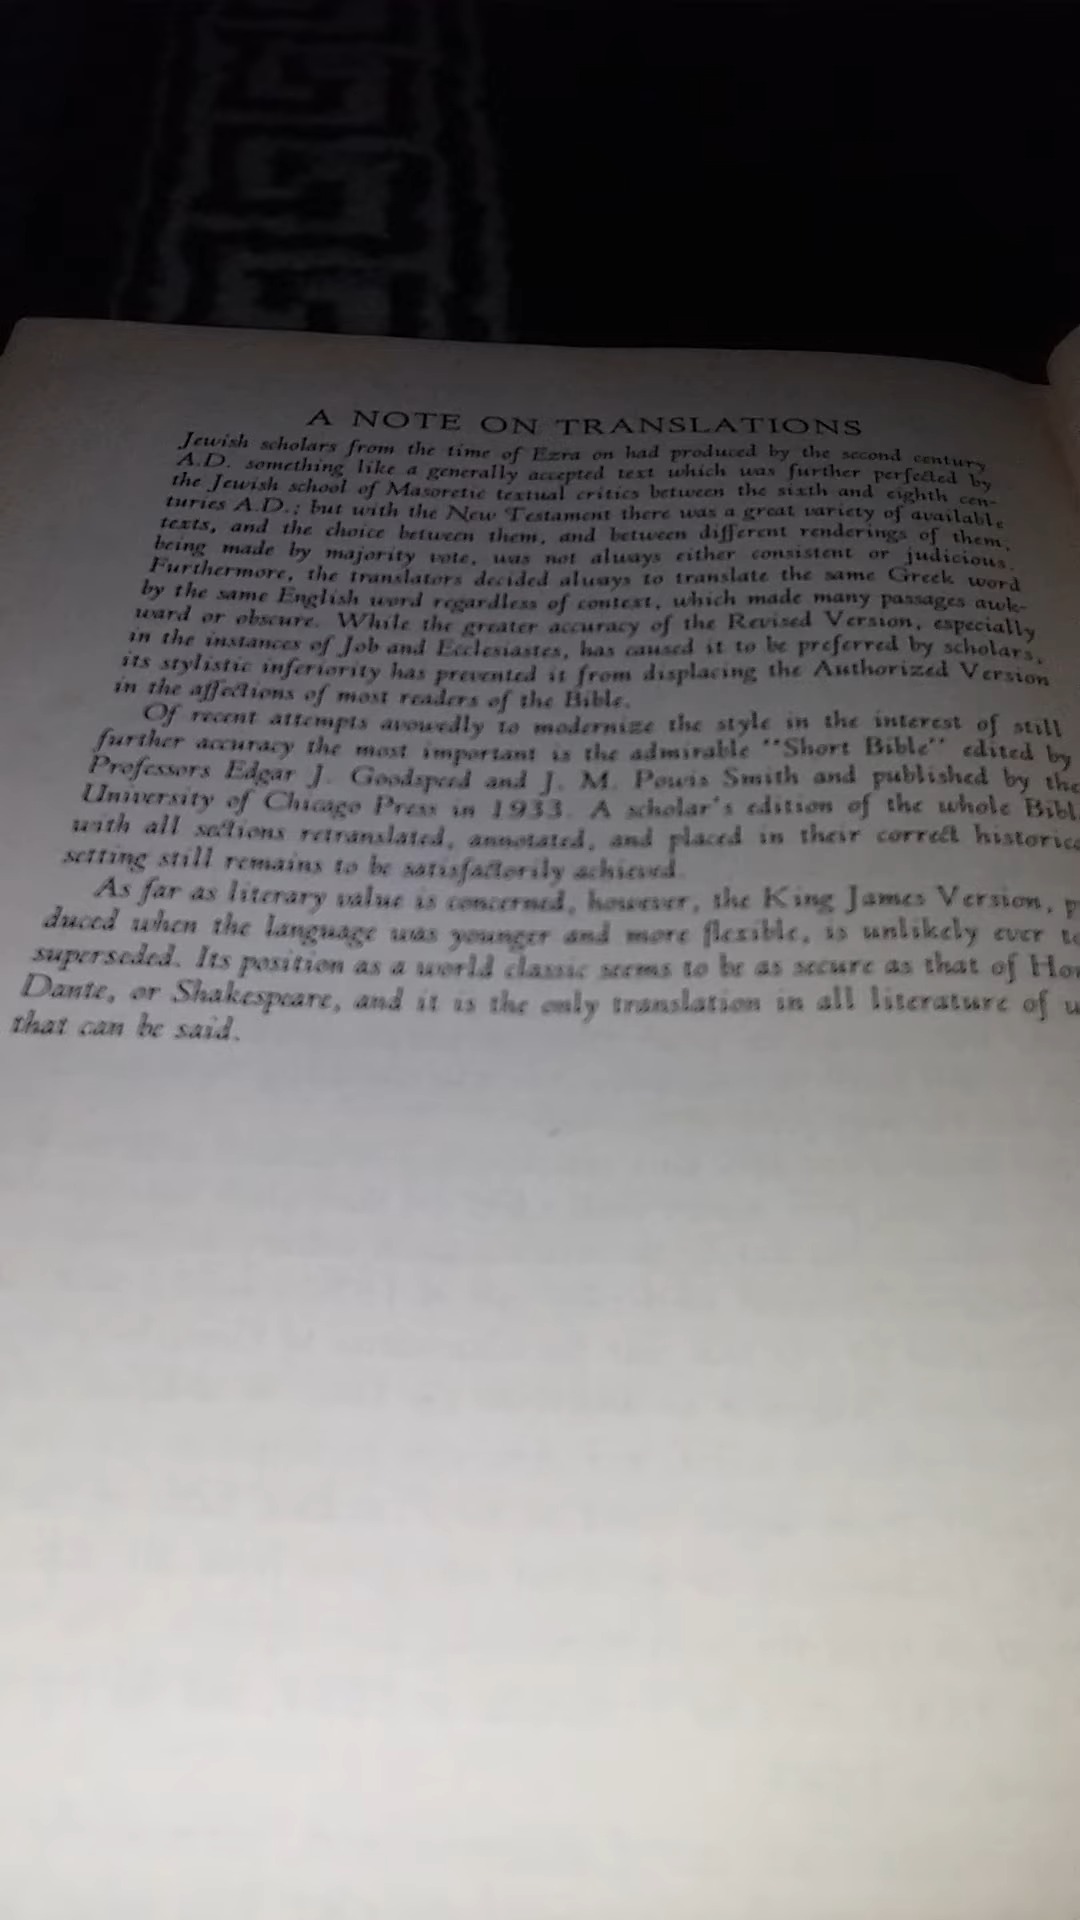 A NOTE ON TRANSLATIONS
Jewish scholars from the time of Ezra on had produced by the second century
A.D. something like a generally accepted text which was further perfected by
the Jewish school of Masoretic textual critics between the sixth and eighth cen-
turies A.D.; but with the New Testament there was a great variety of available
texts, and the choice between them, and between different renderings of them,
being made by majority vote, was not always either consistent or judicious.
Furthermore, the translators decided always to translate the same Greek word
by the same English word regardless of context, which made many passages awk-
ward or obscure. While the greater accuracy of the Revised Version, especially
in the instances of Job and Ecclesiastes, has caused it to be preferred by scholars,
its stylistic inferiority has prevented it from displacing the Authorized Version
in the affections of most readers of the Bible.
Of recent attempts avowedly to modernize the style in the interest of still
further accuracy the most important is the admirable "Short Bible" edited by
Professors Edgar J. Goodspeed and J. M. Powis Smith and published by the
University of Chicago Press in 1933. A scholar's edition of the whole Bibl
with all sections retranslated, annotated, and placed in their correct historic
setting still remains to be satisfactorily achieved.
As far as literary value is concerned, however, the King James Version, p
duced when the language was younger and more flexible, is unlikely ever t
superseded. Its position as a world classic seems to be as secure as that of Ho
Dante, or Shakespeare, and it is the only translation in all literature of w
that can be said.